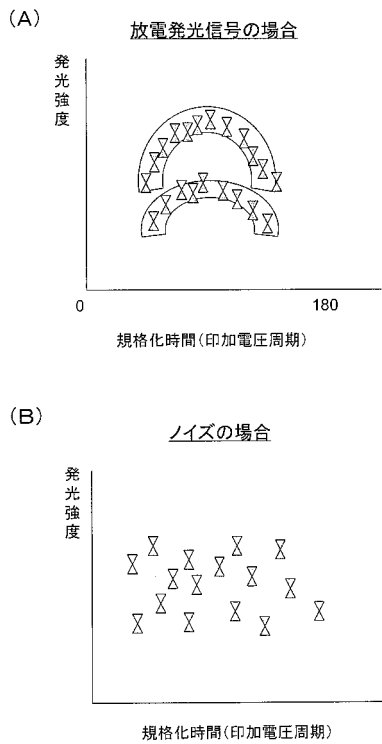 (A)
放電発光信号の場合
発光強度
0
180
規格化時間(印加電圧周期)
(B)
ノイズの場合
発光強度
規格化時間(印加電圧周期)